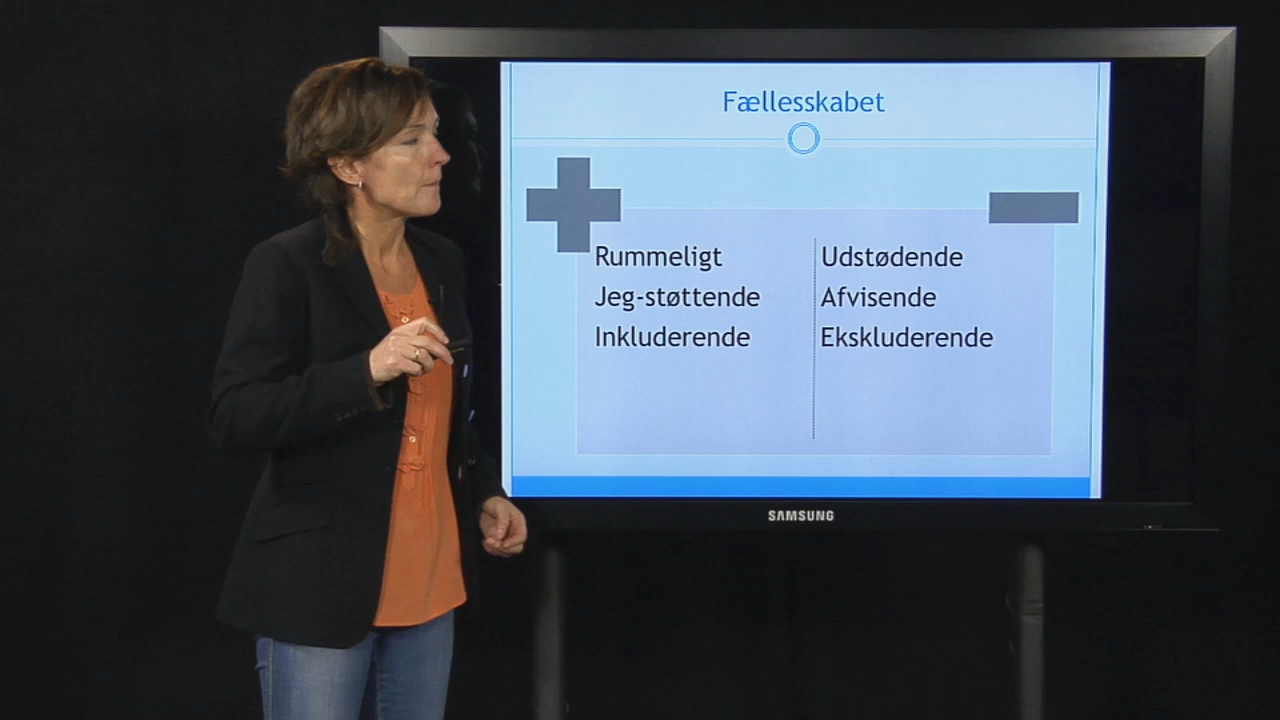 Fællesskabet
Rummeligt
Jeg-støttende
Inkluderende
Udstødende
Afvisende
Ekskluderende
SAMSUNG